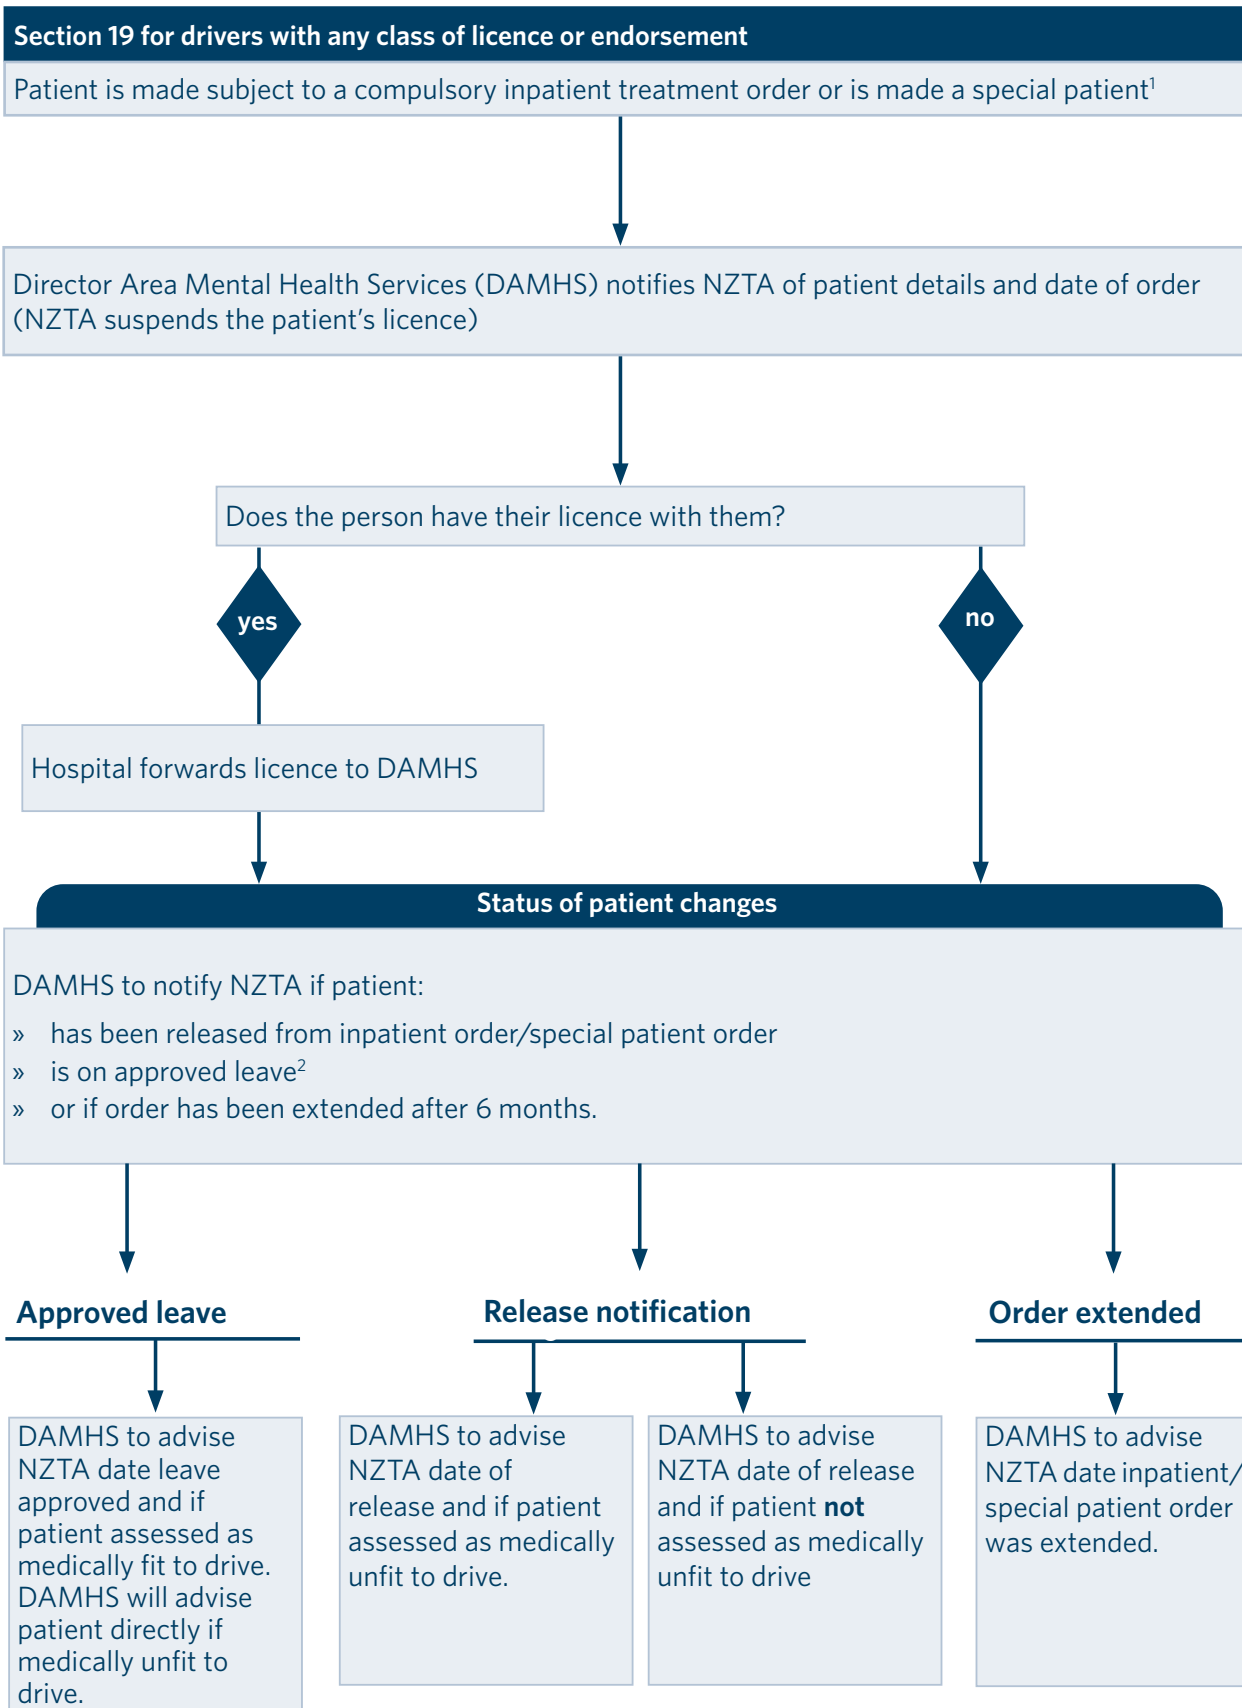 Section 19 for drivers with any class of licence or endorsement
Patient is made subject to a compulsory inpatient treatment order or is made a special patient¹
Director Area Mental Health Services (DAMHS) notifies NZTA of patient details and date of order
(NZTA suspends the patient's licence)
Does the person have their licence with them?
yes
no
Hospital forwards licence to DAMHS
Status of patient changes
DAMHS to notify NZTA if patient:
» has been released from inpatient order/special patient order
» is on approved leave²
» or if order has been extended after 6 months.
Approved leave
DAMHS to advise
NZTA date leave
approved and if
patient assessed as
medically fit to drive.
DAMHS will advise
patient directly if
medically unfit to
drive.
Release notification
DAMHS to advise
NZTA date of
release and if patient
assessed as medically
unfit to drive.
DAMHS to advise
NZTA date of release
and if patient not
assessed as medically
unfit to drive
Order extended
DAMHS to advise
NZTA date inpatient/
special patient order
was extended.